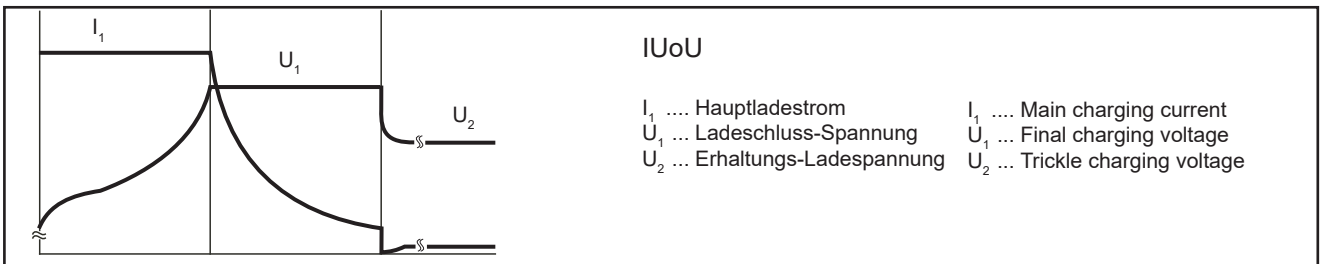 I₁
U₁
U₂
IUoU
I₁ .... Hauptladestrom
U₁ ... Ladeschluss-Spannung
U₂ ... Erhaltungs-Ladespannung
I₁ .... Main charging current
U₁ ... Final charging voltage
U₂ ... Trickle charging voltage